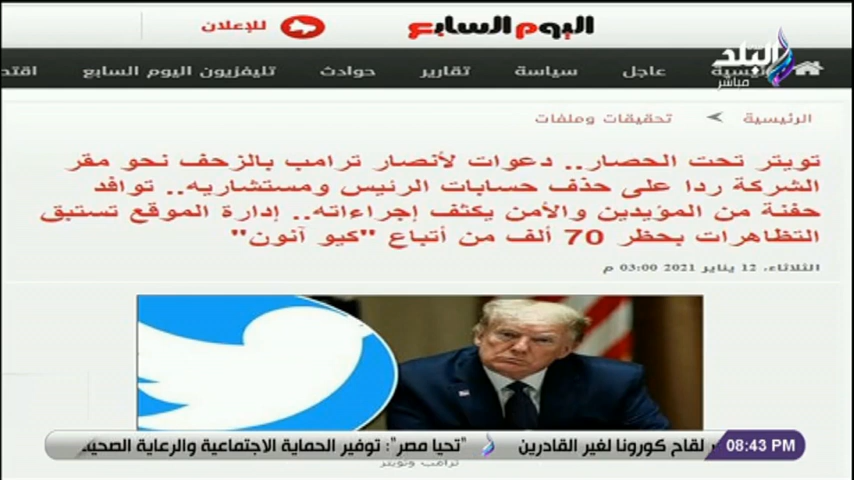 اليوم السابع
للإعلان
البلد
مباشر
عاجل سياسة تقارير حوادث تليفزيون اليوم السابع
الرئيسية > تحقيقات وملفات
تويتر تحت الحصار.. دعوات لأنصار ترامب بالزحف نحو مقر
الشركة ردا على حذف حسابات الرئيس ومستشاريه.. توافد
حفنة من المؤيدين والأمن يكثف إجراءاته.. إدارة الموقع تستبق
التظاهرات بحظر 70 ألف من أتباع "كيو آنون"
الثلاثاء، 12 يناير 2021 03:00 م
08:43 PM
لقاح كورونا لغير القادرين "تحيا مصر": توفير الحماية الاجتماعية والرعاية
ترامب وتويتر